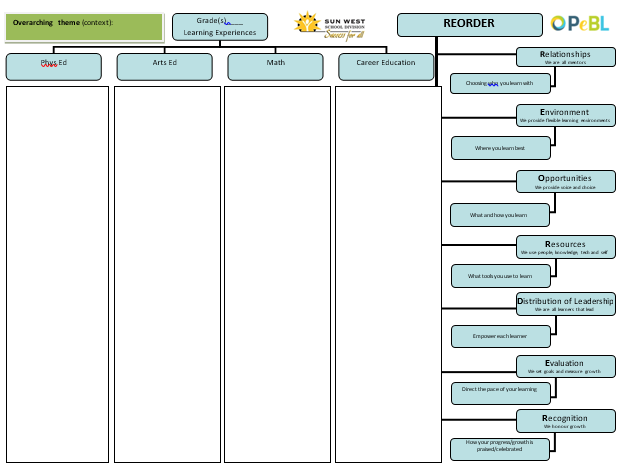 Overarching theme (context):
Grade(s)____
Learning Experiences
SUN WEST
SCHOOL DIVISION
Success for all
REORDER
OPeBL
Phys Ed
Arts Ed
Math
Career Education
Relationships
We are all mentors
Choosing who you learn with
Environment
We provide flexible learning environments
Where you learn best
Opportunities
We provide voice and choice
What and how you learn
Resources
We use people, knowledge, tech and self
What tools you use to learn
Distribution of Leadership
We are all learners that lead
Empower each learner
Evaluation
We set goals and measure growth
Direct the pace of your learning
Recognition
We honour growth
How your progress/growth is
praised/celebrated